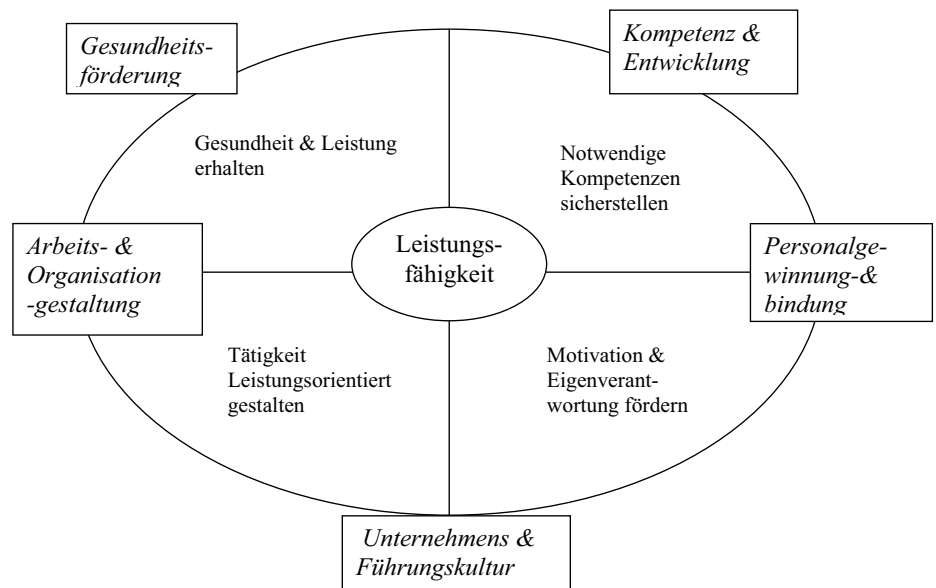 Gesundheits-
förderung
Kompetenz &
Entwicklung
Gesundheit & Leistung
erhalten
Notwendige
Kompetenzen
sicherstellen
Arbeits- &
Organisation
-gestaltung
Leistungs-
fähigkeit
Personalge-
winnung-&
bindung
Tätigkeit
Leistungsorientiert
gestalten
Motivation &
Eigenverant-
wortung fördern
Unternehmens &
Führungskultur